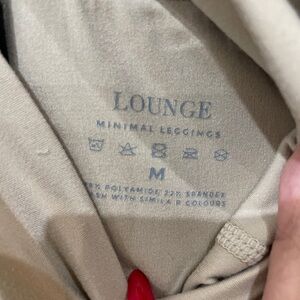 LOUNGE
MINIMAL LEGGINGS
M
POLYAMIDE 22% SPANDEX
WITH SIMILAR COLOURS